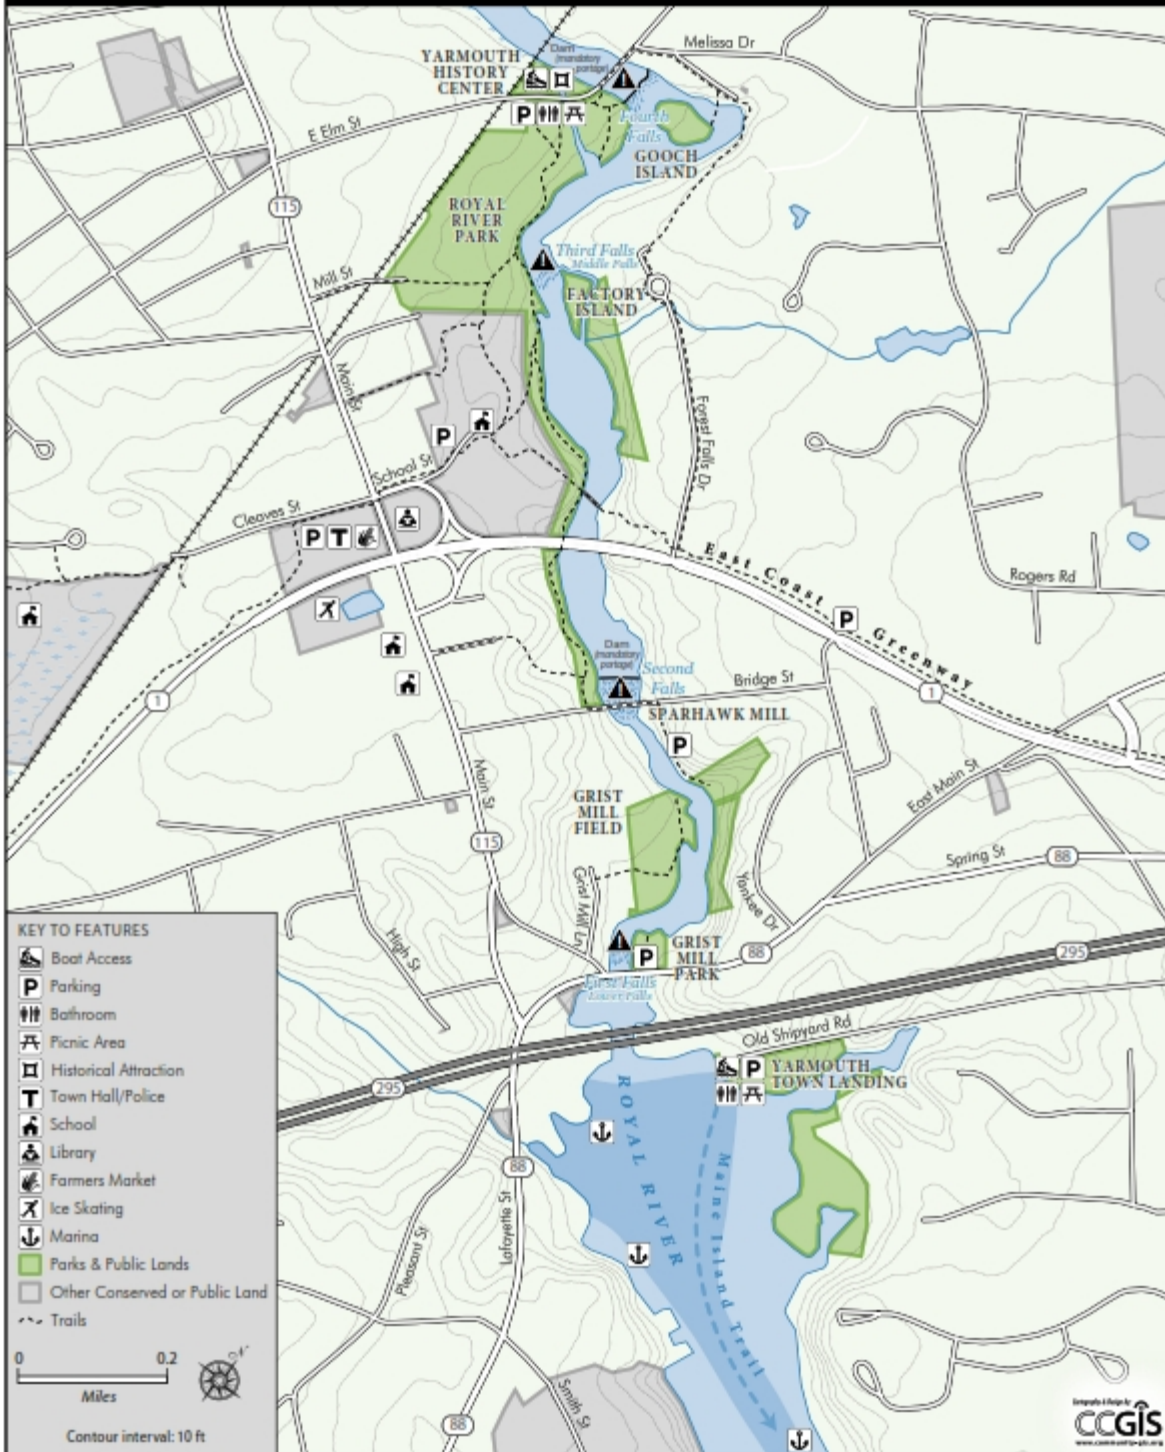 Melissa Dr
YARMOUTH
HISTORY
CENTER
Dam
(mandatory
portage)
E Elm St
Fourth
Falls
GOOCH
ISLAND
115
ROYAL
RIVER
PARK
Third Falls
Middle Falls
Mill St
FACTORY
ISLAND
Main St
Forest Falls Dr
P
School St
Cleaves St
P T
East Coast Greenway
Rogers Rd
P
Dam
(mandatory
portage)
Second
Falls
Bridge St
1
1
SPARHAWK MILL
P
Main St
East Main St
GRIST
MILL
FIELD
115
Spring St
88
Grist Mill Ln
Yankee Dr
High St
P
GRIST
MILL
PARK
88
295
First Falls
Lower Falls
Old Shipyard Rd
P
YARMOUTH
TOWN LANDING
295
ROYAL RIVER
Maine Island Trail
88
Lafayette St
Pleasant St
Smith St
88
KEY TO FEATURES
Boat Access
P Parking
Bathroom
Picnic Area
Historical Attraction
T Town Hall/Police
School
Library
Farmers Market
Ice Skating
Marina
Parks & Public Lands
Other Conserved or Public Land
Trails
0 0.2
Miles
Contour interval: 10 ft
CCGIS